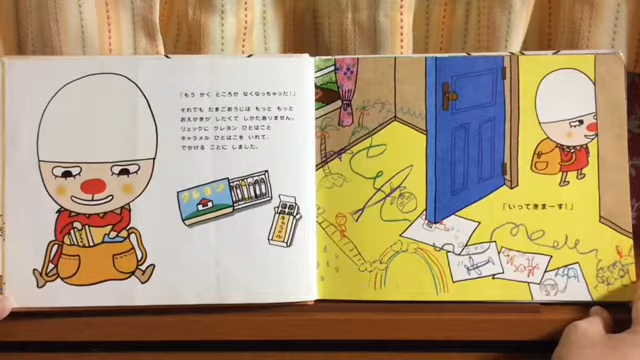 「もう かく ところが なくなっちゃった！」
それでも たまごおうじは もっと もっと
おえかきが したくて しかたありません。
リュックに クレヨン ひとはこと
キャラメル ひとはこを いれて、
でかける ことに しました。
クレヨン
キャラメル
「いってきまーす！」